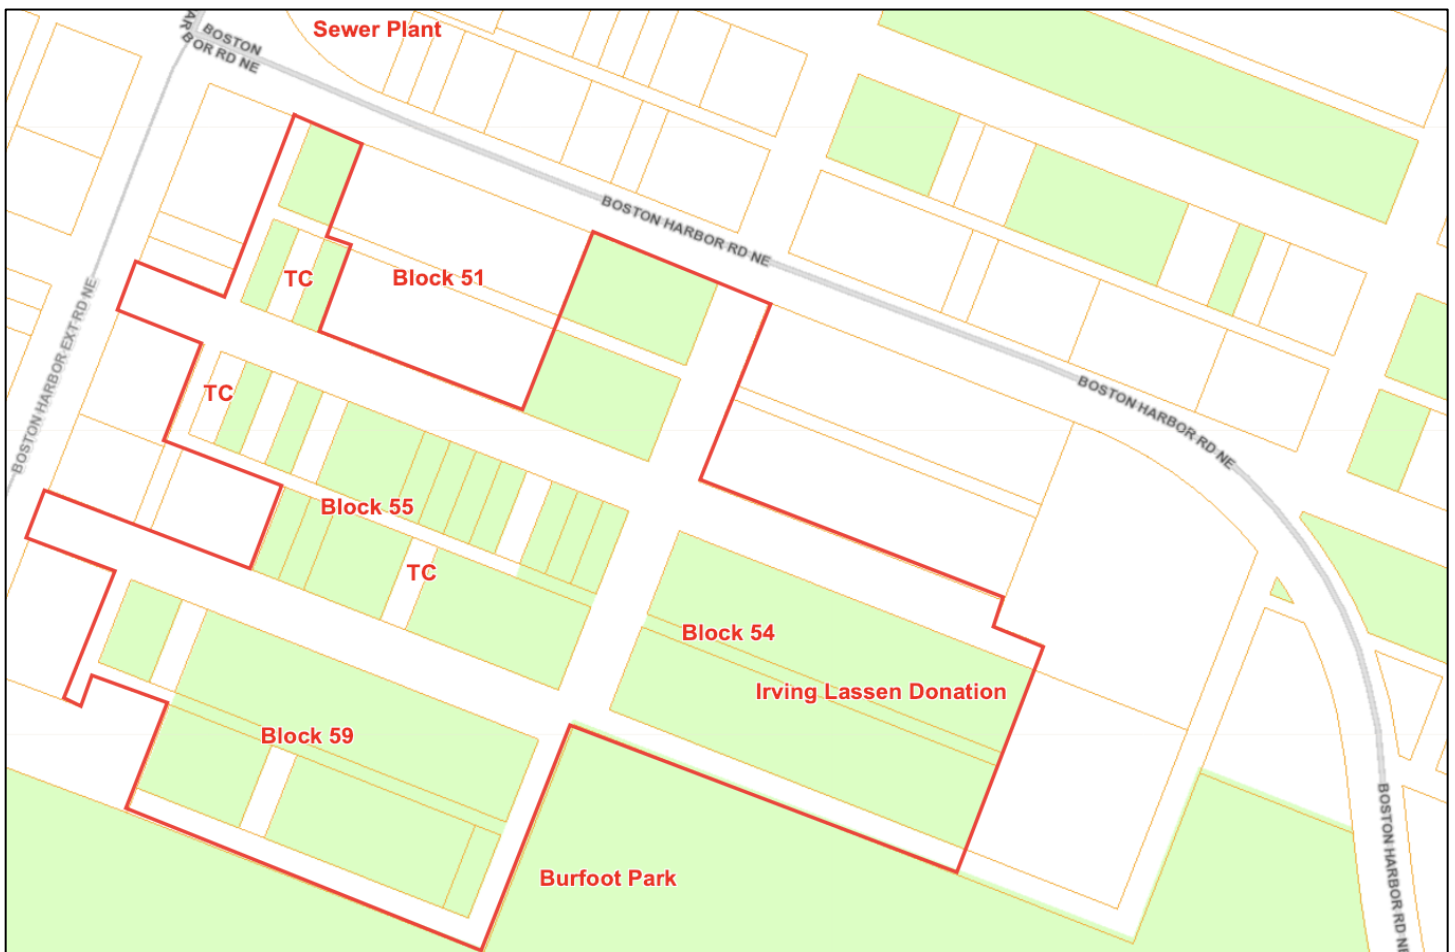 Sewer Plant
BOSTON
HARBOR RD NE
BOSTON HARBOR RD NE
TC
Block 51
BOSTON HARBOR EXT RD NE
BOSTON HARBOR RD NE
TC
Block 55
TC
Block 54
Irving Lassen Donation
Block 59
BOSTON HARBOR RD NE
Burfoot Park